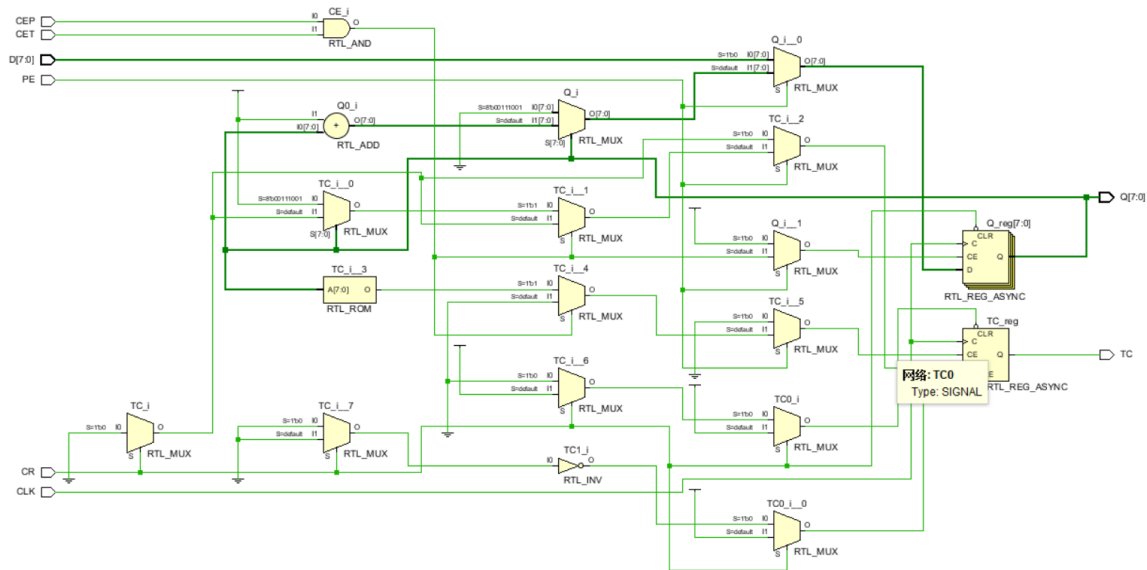 CEP
CET
CE_i
I0
I1
O
RTL_AND
D[7:0]
PE
Q_i__0
S=1'b0 I0[7:0]
S=default I1[7:0]
O[7:0]
S
RTL_MUX
Q0_i
I1
I0[7:0]
O[7:0]
+
RTL_ADD
Q_i
S=8'b00111001 I0[7:0]
S=default I1[7:0]
O[7:0]
S[7:0]
RTL_MUX
TC_i__2
S=1'b0 I0
S=default I1
O
S
RTL_MUX
TC_i__0
S=8'b00111001 I0
S=default I1
O
S[7:0]
RTL_MUX
TC_i__1
S=1'b1 I0
S=default I1
O
S
RTL_MUX
Q[7:0]
Q_i__1
S=1'b0 I0
S=default I1
O
S
RTL_MUX
Q_reg[7:0]
CLR
C
CE
D
Q
RTL_REG_ASYNC
TC_i__3
A[7:0] O
RTL_ROM
TC_i__4
S=1'b1 I0
S=default I1
O
S
RTL_MUX
TC_i__5
S=1'b0 I0
S=default I1
O
S
RTL_MUX
TC_reg
CLR
C
CE
Q
E
RTL_REG_ASYNC
TC
网络: TC0
Type: SIGNAL
TC_i__6
S=1'b0 I0
S=default I1
O
S
RTL_MUX
TC0_i
S=1'b0 I0
S=default I1
O
S
RTL_MUX
TC_i
S=1'b0 I0
O
S
RTL_MUX
TC_i__7
S=1'b0 I0
S=default I1
O
S
RTL_MUX
TC1_i
I0 O
RTL_INV
CR
CLK
TC0_i__0
S=1'b0 I0
S=default I1
O
S
RTL_MUX